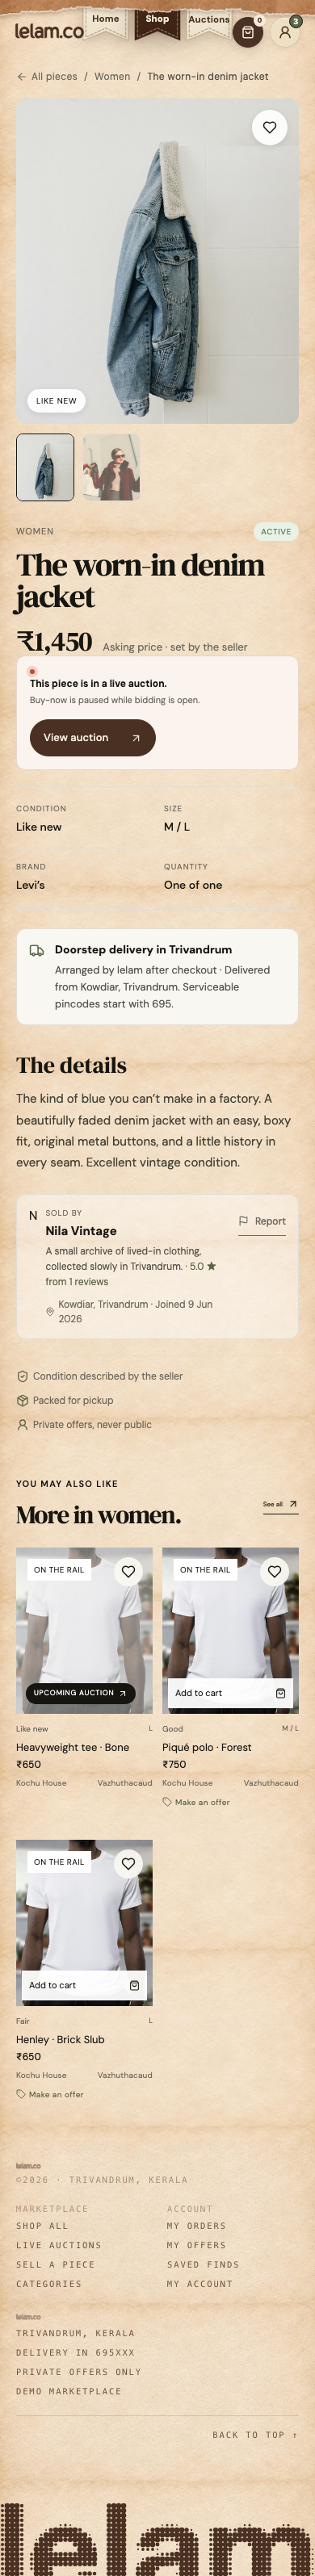 lelam.co
Home
Shop
Auctions
0
3
← All pieces / Women / The worn-in denim jacket
LIKE NEW
WOMEN
ACTIVE
The worn-in denim
jacket
₹1,450 Asking price · set by the seller
This piece is in a live auction.
Buy-now is paused while bidding is open.
View auction
CONDITION
Like new
SIZE
M / L
BRAND
Levi's
QUANTITY
One of one
Doorstep delivery in Trivandrum
Arranged by lelam after checkout · Delivered
from Kowdiar, Trivandrum. Serviceable
pincodes start with 695.
The details
The kind of blue you can't make in a factory. A
beautifully faded denim jacket with an easy, boxy
fit, original metal buttons, and a little history in
every seam. Excellent vintage condition.
N
SOLD BY
Nila Vintage
A small archive of lived-in clothing,
collected slowly in Trivandrum. · 5.0 ★
from 1 reviews
Kowdiar, Trivandrum · Joined 9 Jun
2026
Report
Condition described by the seller
Packed for pickup
Private offers, never public
YOU MAY ALSO LIKE
More in women.
See all
ON THE RAIL
UPCOMING AUCTION
Like new L
Heavyweight tee · Bone
₹650
Kochu House Vazhuthacaud
ON THE RAIL
Add to cart
Good M / L
Piqué polo · Forest
₹750
Kochu House Vazhuthacaud
Make an offer
ON THE RAIL
Add to cart
Fair L
Henley · Brick Slub
₹650
Kochu House Vazhuthacaud
Make an offer
lelam.co
©2026 · TRIVANDRUM, KERALA
MARKETPLACE
SHOP ALL
LIVE AUCTIONS
SELL A PIECE
CATEGORIES
ACCOUNT
MY ORDERS
MY OFFERS
SAVED FINDS
MY ACCOUNT
lelam.co
TRIVANDRUM, KERALA
DELIVERY IN 695XXX
PRIVATE OFFERS ONLY
DEMO MARKETPLACE
BACK TO TOP ↑
lelam